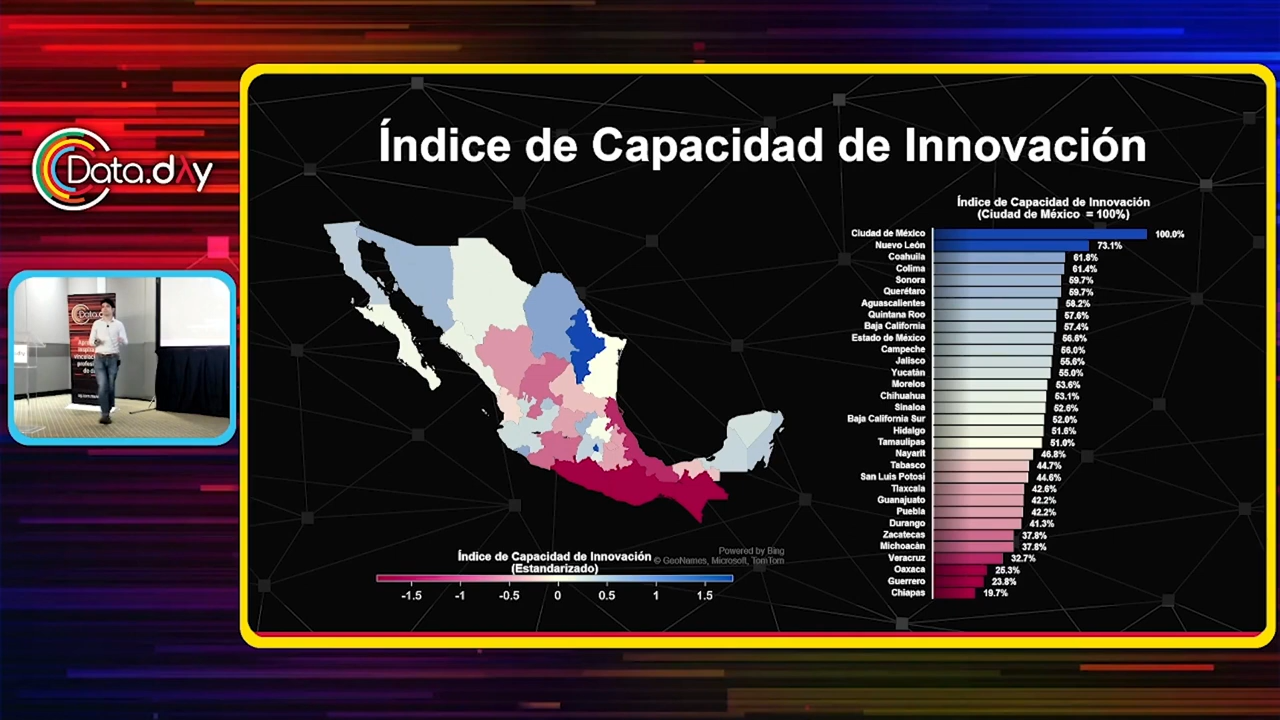 Data.dAy
Índice de Capacidad de Innovación
Índice de Capacidad de Innovación
(Ciudad de México = 100%)
Ciudad de México 100.0%
Nuevo León 73.1%
Coahuila 61.8%
Colima 61.4%
Sonora 59.7%
Querétaro 59.7%
Aguascalientes 58.2%
Quintana Roo 57.6%
Baja California 57.4%
Estado de México 56.6%
Campeche 56.0%
Jalisco 55.6%
Yucatán 55.0%
Morelos 53.6%
Chihuahua 53.1%
Sinaloa 52.6%
Baja California Sur 52.0%
Hidalgo 51.6%
Tamaulipas 51.0%
Nayarit 46.8%
Tabasco 44.7%
San Luis Potosí 44.6%
Tlaxcala 42.6%
Guanajuato 42.2%
Puebla 42.2%
Durango 41.3%
Zacatecas 37.8%
Michoacán 37.8%
Veracruz 32.7%
Oaxaca 25.3%
Guerrero 23.8%
Chiapas 19.7%
Powered by Bing
© GeoNames, Microsoft, TomTom
Índice de Capacidad de Innovación
(Estandarizado)
-1.5 -1 -0.5 0 0.5 1 1.5